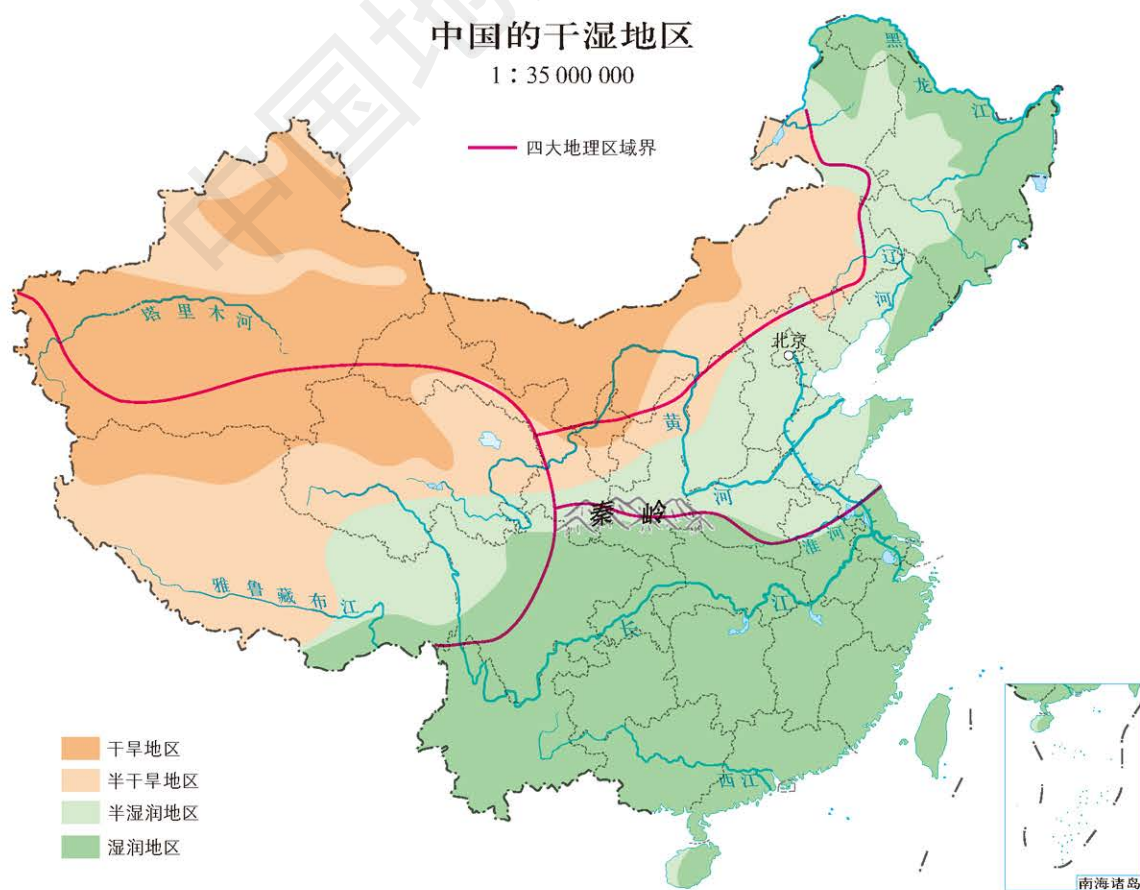 中国的干湿地区
1：35 000 000
四大地理区域界
黑
龙
江
辽
河
塔里木河
北京
黄
河
秦 岭
淮河
雅鲁藏布江
长
江
西江
干旱地区
半干旱地区
半湿润地区
湿润地区
南海诸岛